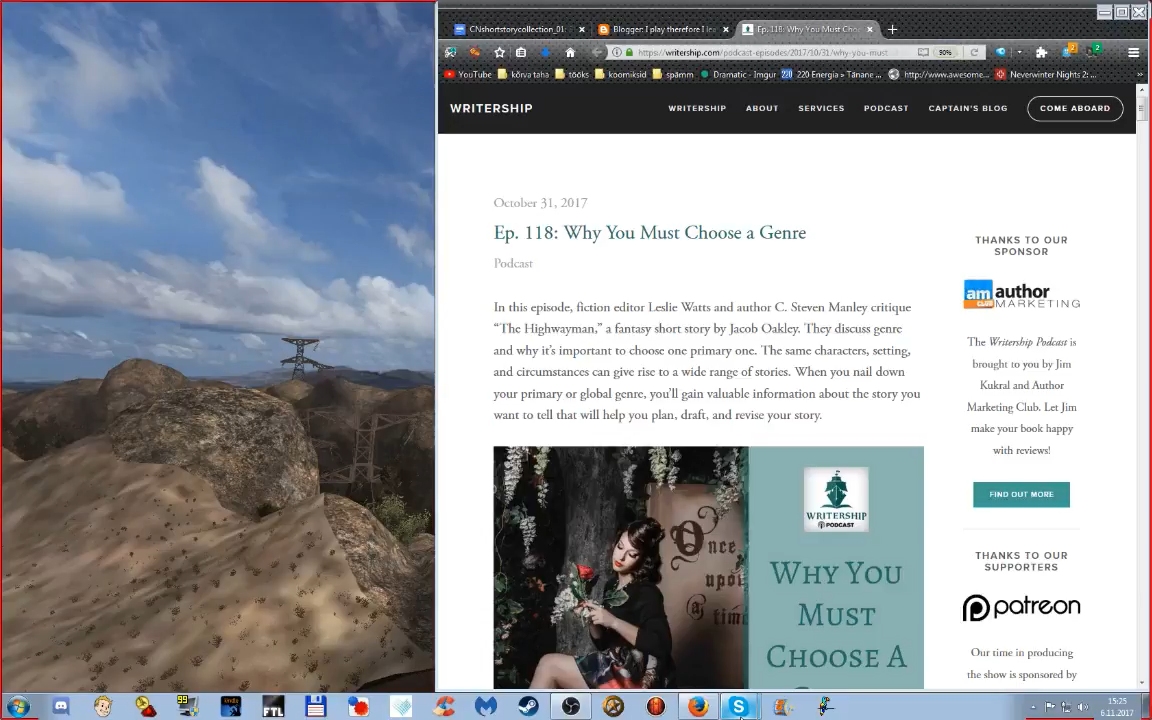 CNshortstorycollection_01:
Blogger: I play therefore I lea
Ep. 118: Why You Must Choo
https://writership.com/podcast-episodes/2017/10/31/why-you-must
90%
2
2
YouTube
kõrva taha
tööks
koomiksid
spämm
Dramatic - Imgur
220 Energia » Tänane ...
http://www.awesome...
Neverwinter Nights 2: ...
WRITERSHIP
WRITERSHIP
ABOUT
SERVICES
PODCAST
CAPTAIN'S BLOG
COME ABOARD
October 31, 2017
Ep. 118: Why You Must Choose a Genre
Podcast
In this episode, fiction editor Leslie Watts and author C. Steven Manley critique
“The Highwayman,” a fantasy short story by Jacob Oakley. They discuss genre
and why it’s important to choose one primary one. The same characters, setting,
and circumstances can give rise to a wide range of stories. When you nail down
your primary or global genre, you’ll gain valuable information about the story you
want to tell that will help you plan, draft, and revise your story.
Once
upon
a
time
WRITERSHIP
PODCAST
WHY YOU
MUST
CHOOSE A
THANKS TO OUR
SPONSOR
am author
CLUB MARKETING
The Writership Podcast is
brought to you by Jim
Kukral and Author
Marketing Club. Let Jim
make your book happy
with reviews!
FIND OUT MORE
THANKS TO OUR
SUPPORTERS
patreon
Our time in producing
the show is sponsored by
99
kindle
FTL
15:25
6.11.2017